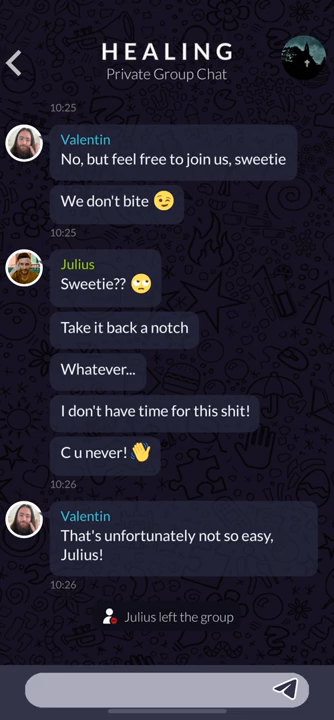 HEALING
Private Group Chat
10:25
Valentin
No, but feel free to join us, sweetie
We don't bite 😉
10:25
Julius
Sweetie?? 🙄
Take it back a notch
Whatever...
I don't have time for this shit!
C u never! 👋
10:26
Valentin
That's unfortunately not so easy,
Julius!
10:26
Julius left the group